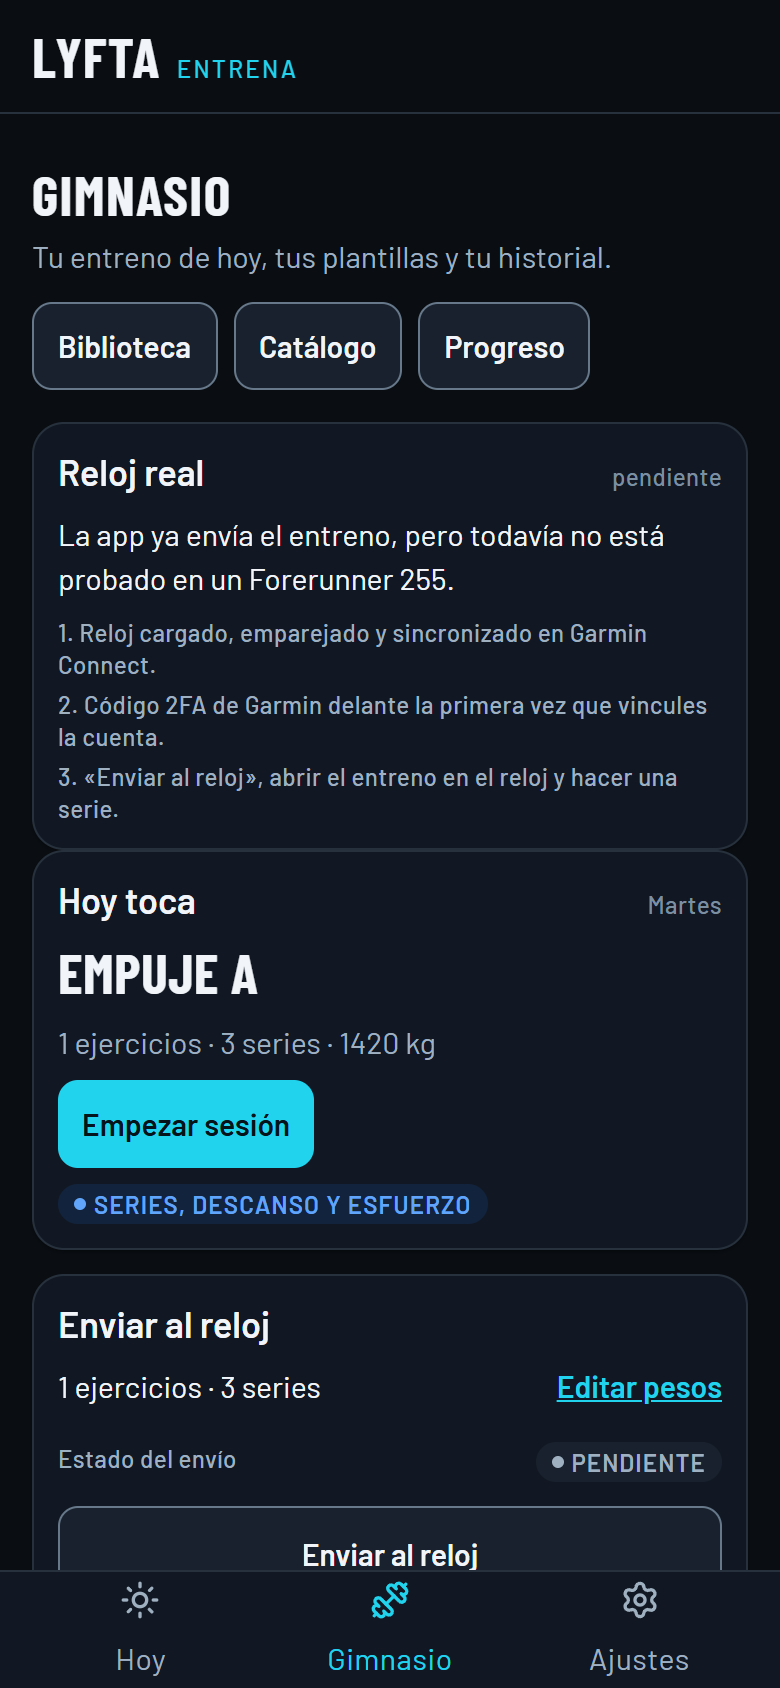 LYFTA ENTRENA
GIMNASIO
Tu entreno de hoy, tus plantillas y tu historial.
Biblioteca Catálogo Progreso
Reloj real pendiente
La app ya envía el entreno, pero todavía no está
probado en un Forerunner 255.
1. Reloj cargado, emparejado y sincronizado en Garmin
Connect.
2. Código 2FA de Garmin delante la primera vez que vincules
la cuenta.
3. «Enviar al reloj», abrir el entreno en el reloj y hacer una
serie.
Hoy toca Martes
EMPUJE A
1 ejercicios · 3 series · 1420 kg
Empezar sesión
SERIES, DESCANSO Y ESFUERZO
Enviar al reloj
1 ejercicios · 3 series Editar pesos
Estado del envío PENDIENTE
Enviar al reloj
Hoy Gimnasio Ajustes